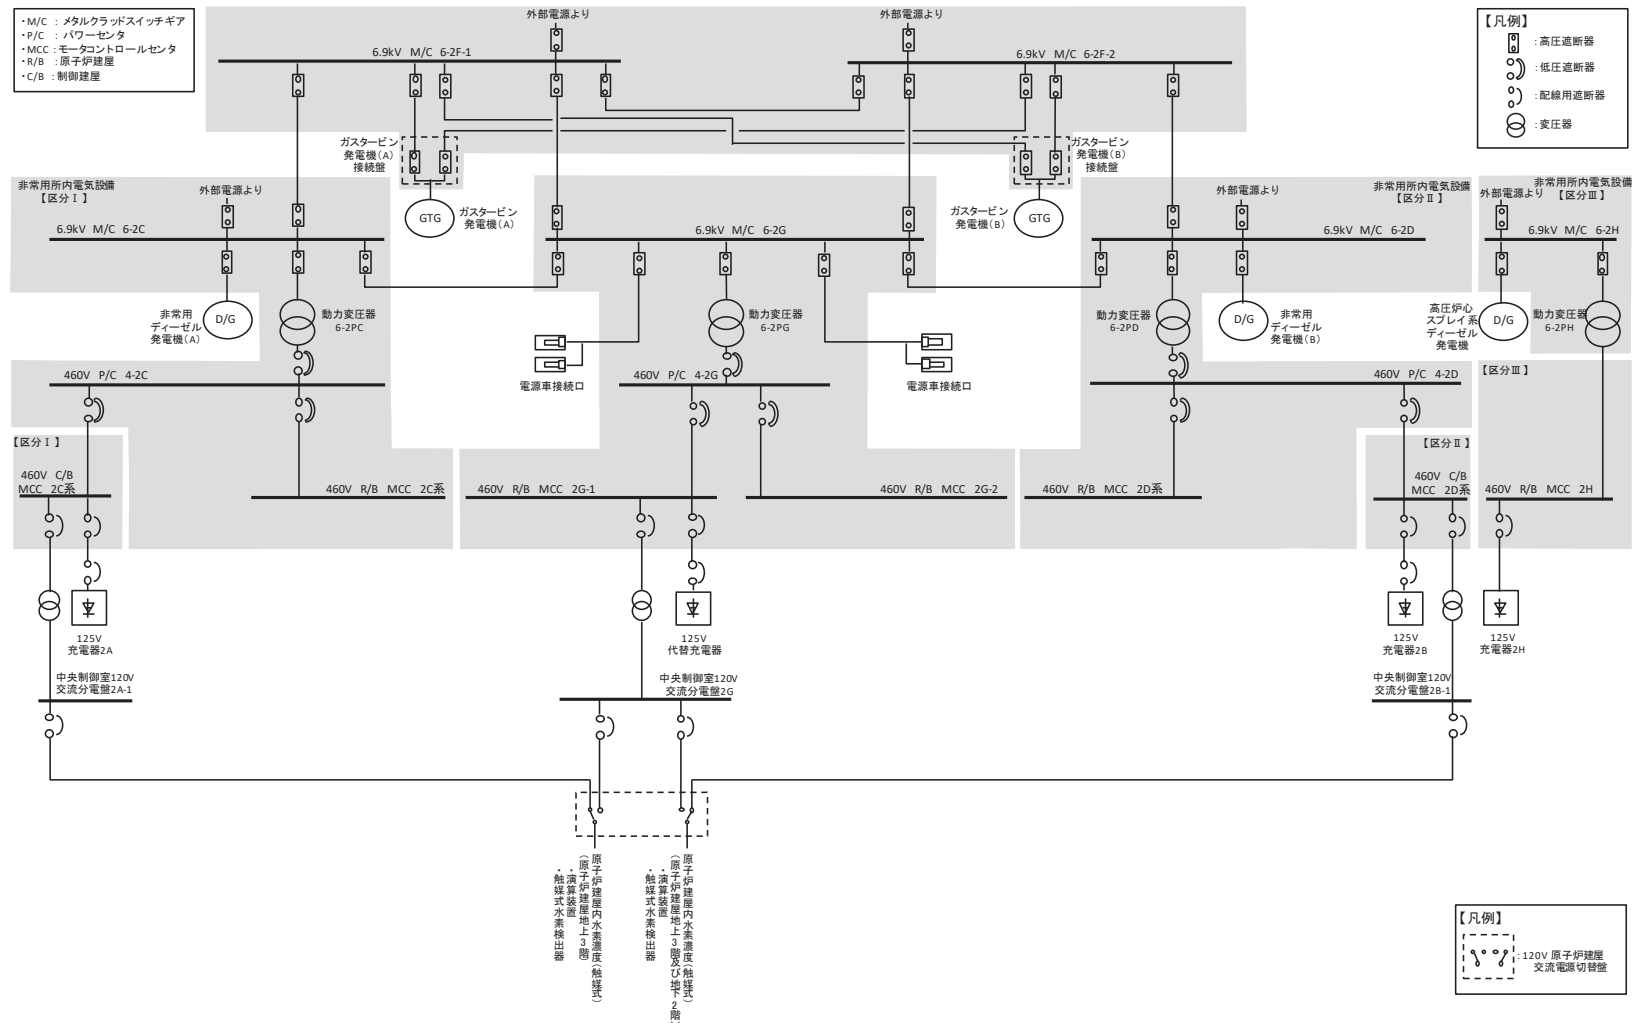 ・M/C ： メタルクラッドスイッチギア
・P/C ： パワーセンタ
・MCC ：モータコントロールセンタ
・R/B ：原子炉建屋
・C/B ：制御建屋
外部電源より
外部電源より
【凡例】
：高圧遮断器
：低圧遮断器
：配線用遮断器
：変圧器
6.9kV M/C 6-2F-1
6.9kV M/C 6-2F-2
ガスタービン
発電機(A)
接続盤
ガスタービン
発電機(B)
接続盤
非常用所内電気設備
【区分Ⅰ】
外部電源より
GTG
ガスタービン
発電機(A)
ガスタービン
発電機(B)
GTG
外部電源より
非常用所内電気設備
【区分Ⅱ】
外部電源より
非常用所内電気設備
【区分Ⅲ】
6.9kV M/C 6-2C
6.9kV M/C 6-2G
6.9kV M/C 6-2D
6.9kV M/C 6-2H
非常用
ディーゼル
発電機(A)
D/G
動力変圧器
6-2PC
動力変圧器
6-2PG
動力変圧器
6-2PD
D/G
非常用
ディーゼル
発電機(B)
高圧炉心
スプレイ系
ディーゼル
発電機
D/G
動力変圧器
6-2PH
460V P/C 4-2C
電源車接続口
460V P/C 4-2G
電源車接続口
460V P/C 4-2D
【区分Ⅲ】
【区分Ⅰ】
【区分Ⅱ】
460V C/B
MCC 2C系
460V R/B MCC 2C系
460V R/B MCC 2G-1
460V R/B MCC 2G-2
460V R/B MCC 2D系
460V C/B
MCC 2D系
460V R/B MCC 2H
125V
充電器2A
125V
代替充電器
125V
充電器2B
125V
充電器2H
中央制御室120V
交流分電盤2A-1
中央制御室120V
交流分電盤2G
中央制御室120V
交流分電盤2B-1
原子炉建屋内水素濃度(触媒式)
(原子炉建屋地上3階)
・演算装置
・触媒式水素検出器
原子炉建屋内水素濃度(触媒式)
(原子炉建屋地上3階及び地下2階)
・演算装置
・触媒式水素検出器
【凡例】
：120V 原子炉建屋
交流電源切替盤